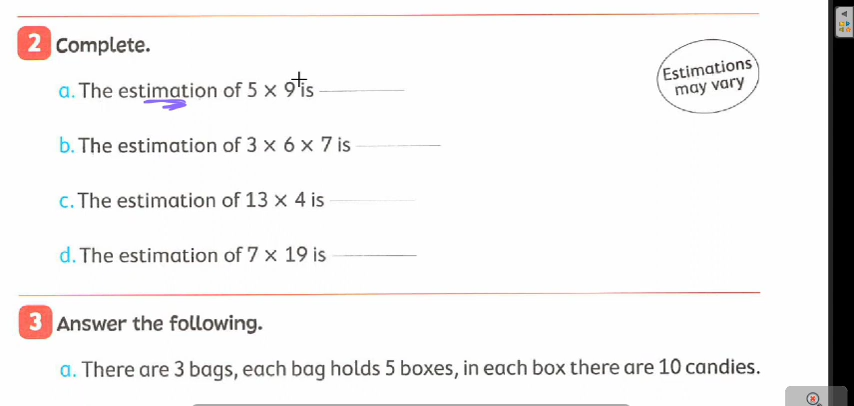 2 Complete.
Estimations
may vary
a. The estimation of 5 × 9 is
b. The estimation of 3 × 6 × 7 is
c. The estimation of 13 × 4 is
d. The estimation of 7 × 19 is
3 Answer the following.
a. There are 3 bags, each bag holds 5 boxes, in each box there are 10 candies.